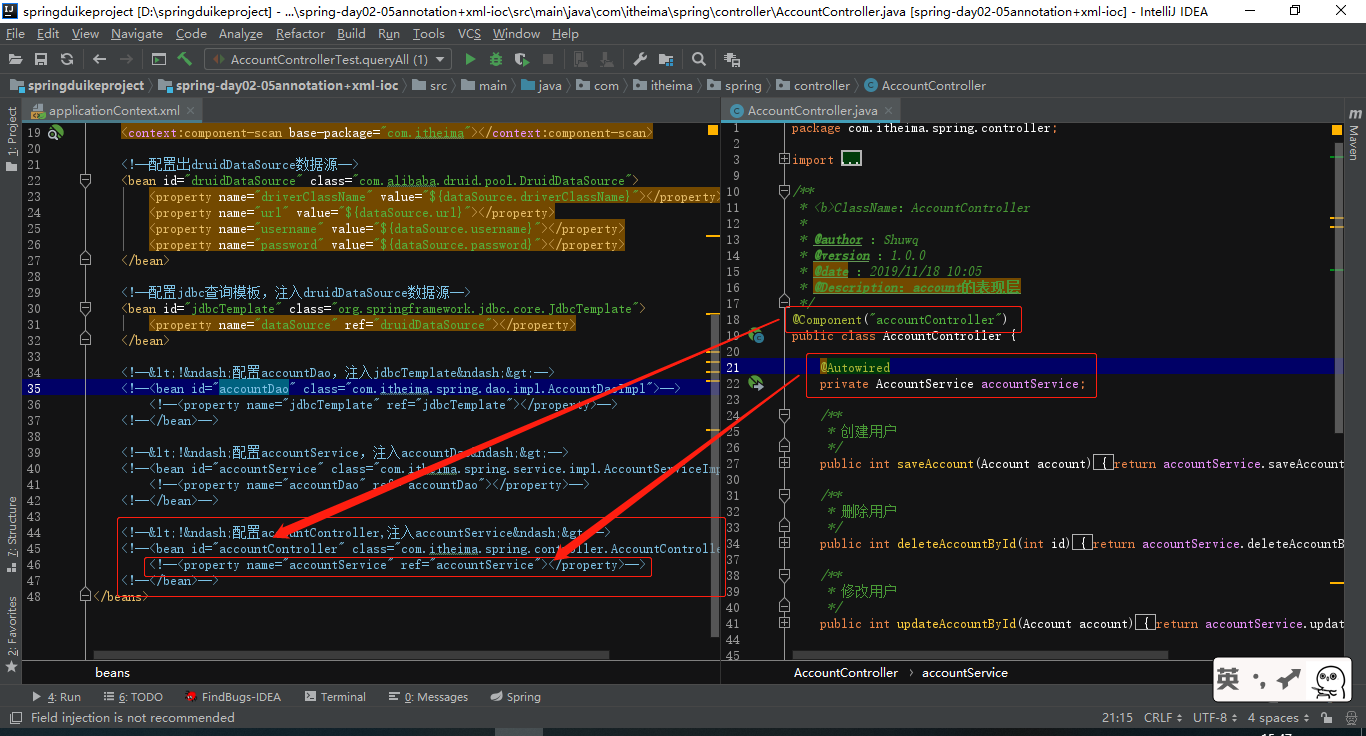 springduikeproject [D:\springduikeproject] - ...\spring-day02-05annotation+xml-ioc\src\main\java\com\itheima\spring\controller\AccountController.java [spring-day02-05annotation+xml-ioc] - IntelliJ IDEA
File Edit View Navigate Code Analyze Refactor Build Run Tools VCS Window Help
AccountControllerTest.queryAll (1)
springduikeproject spring-day02-05annotation+xml-ioc src main java com itheima spring controller AccountController
1: Project
7: Structure
2: Favorites
applicationContext.xml
19 <context:component-scan base-package="com.itheima"></context:component-scan>
20
21 <!--配置出druidDataSource数据源-->
22 <bean id="druidDataSource" class="com.alibaba.druid.pool.DruidDataSource">
23 <property name="driverClassName" value="${dataSource.driverClassName}"></property>
24 <property name="url" value="${dataSource.url}"></property>
25 <property name="username" value="${dataSource.username}"></property>
26 <property name="password" value="${dataSource.password}"></property>
27 </bean>
28
29 <!--配置jdbc查询模板，注入druidDataSource数据源-->
30 <bean id="jdbcTemplate" class="org.springframework.jdbc.core.JdbcTemplate">
31 <property name="dataSource" ref="druidDataSource"></property>
32 </bean>
33
34 <!--&lt;!&ndash;配置accountDao，注入jdbcTemplate&ndash;&gt;-->
35 <!--<bean id="accountDao" class="com.itheima.spring.dao.impl.AccountDaoImpl">-->
36 <!--<property name="jdbcTemplate" ref="jdbcTemplate"></property>-->
37 <!--</bean>-->
38
39 <!--&lt;!&ndash;配置accountService，注入accountDao&ndash;&gt;-->
40 <!--<bean id="accountService" class="com.itheima.spring.service.impl.AccountServiceImp
41 <!--<property name="accountDao" ref="accountDao"></property>-->
42 <!--</bean>-->
43
44 <!--&lt;!&ndash;配置accountController,注入accountService&ndash;&gt;-->
45 <!--<bean id="accountController" class="com.itheima.spring.controller.AccountControlle
46 <!--<property name="accountService" ref="accountService"></property>-->
47 <!--</bean>-->
48 </beans>
beans
AccountController.java
1 package com.itheima.spring.controller;
2
3 import ...
9
10 /**
11 * <b>ClassName: AccountController
12 *
13 * @author : Shuwq
14 * @version : 1.0.0
15 * @date : 2019/11/18 10:05
16 * @Description: account的表现层
17 */
18 @Component("accountController")
19 public class AccountController {
20
21 @Autowired
22 private AccountService accountService;
23
24 /**
25 * 创建用户
26 */
27 public int saveAccount(Account account) { return accountService.saveAccount
30
31 /**
32 * 删除用户
33 */
34 public int deleteAccountById(int id) { return accountService.deleteAccountB
37
38 /**
39 * 修改用户
40 */
41 public int updateAccountById(Account account) { return accountService.updat
44
45
AccountController accountService
m Maven
英 •,
4: Run 6: TODO FindBugs-IDEA Terminal 0: Messages Spring
Field injection is not recommended
21:15 CRLF UTF-8 4 spaces